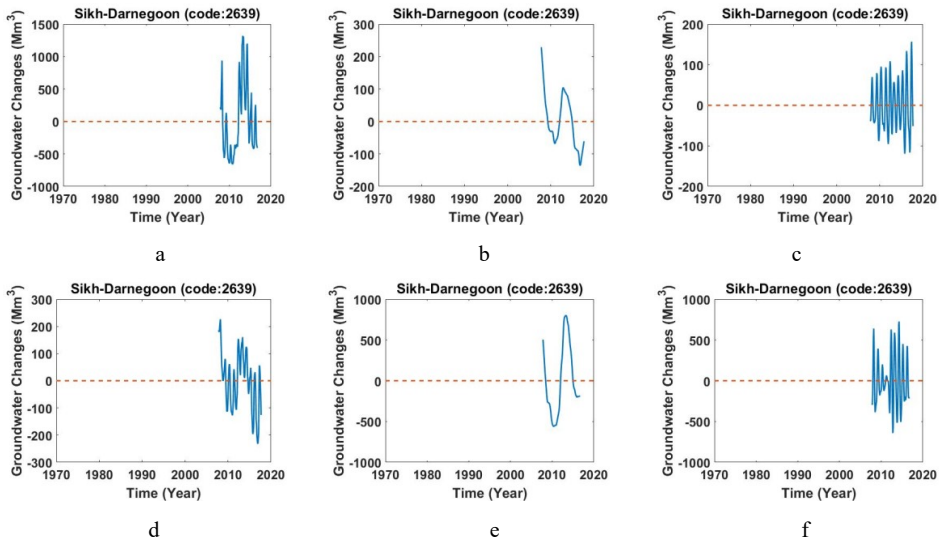 Sikh-Darnegoon (code:2639)
Groundwater Changes (Mm³)
1500
1000
500
0
-500
-1000
1970 1980 1990 2000 2010 2020
Time (Year)
a
Sikh-Darnegoon (code:2639)
Groundwater Changes (Mm³)
300
200
100
0
-100
-200
1970 1980 1990 2000 2010 2020
Time (Year)
b
Sikh-Darnegoon (code:2639)
Groundwater Changes (Mm³)
200
100
0
-100
-200
1970 1980 1990 2000 2010 2020
Time (Year)
c
Sikh-Darnegoon (code:2639)
Groundwater Changes (Mm³)
300
200
100
0
-100
-200
-300
1970 1980 1990 2000 2010 2020
Time (Year)
d
Sikh-Darnegoon (code:2639)
Groundwater Changes (Mm³)
1000
500
0
-500
-1000
1970 1980 1990 2000 2010 2020
Time (Year)
e
Sikh-Darnegoon (code:2639)
Groundwater Changes (Mm³)
1000
500
0
-500
-1000
1970 1980 1990 2000 2010 2020
Time (Year)
f